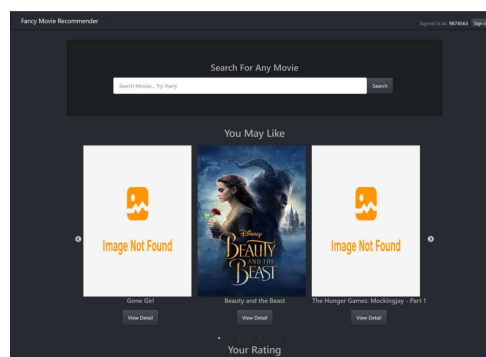 Fancy Movie Recommender
Signed in as: 9874563 Sign o
Search For Any Movie
Search Movies... Try: Harry
Search
You May Like
Image Not Found
Disney
BEAUTY
AND THE
BEAST
Image Not Found
Gone Girl
Beauty and the Beast
The Hunger Games: Mockingjay - Part 1
View Detail
View Detail
View Detail
Your Rating